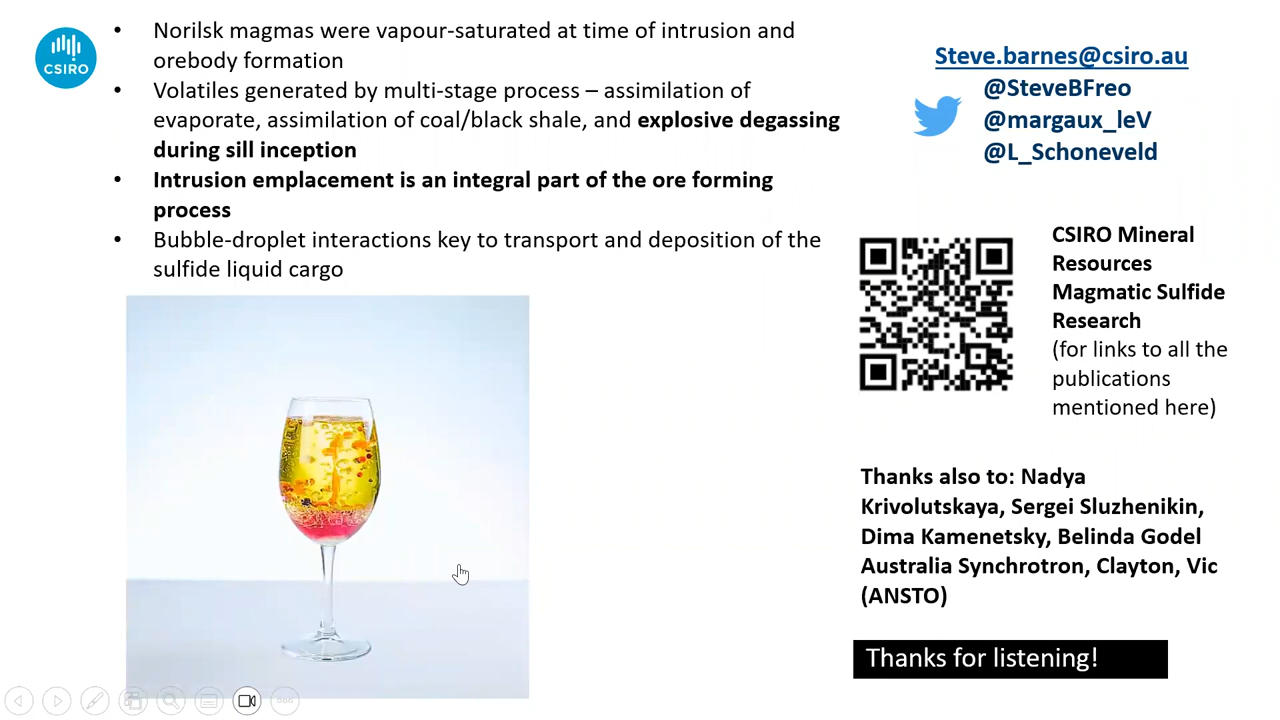 CSIRO
• Norilsk magmas were vapour-saturated at time of intrusion and
orebody formation
• Volatiles generated by multi-stage process – assimilation of
evaporate, assimilation of coal/black shale, and explosive degassing
during sill inception
• Intrusion emplacement is an integral part of the ore forming
process
• Bubble-droplet interactions key to transport and deposition of the
sulfide liquid cargo
Steve.barnes@csiro.au
@SteveBFreo
@margaux_leV
@L_Schoneveld
CSIRO Mineral
Resources
Magmatic Sulfide
Research
(for links to all the
publications
mentioned here)
Thanks also to: Nadya
Krivolutskaya, Sergei Sluzhenikin,
Dima Kamenetsky, Belinda Godel
Australia Synchrotron, Clayton, Vic
(ANSTO)
Thanks for listening!